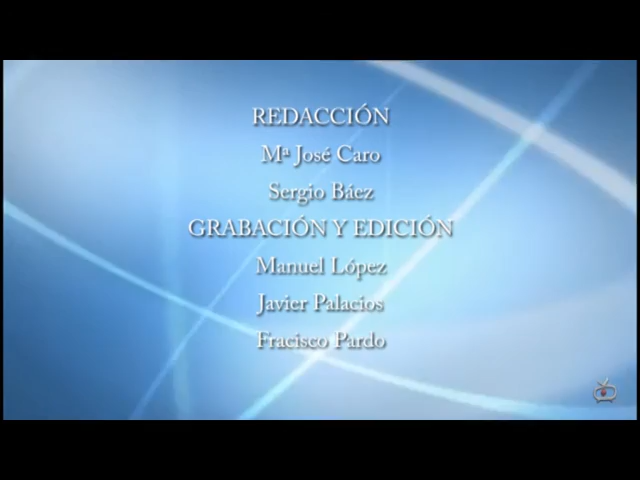 REDACCIÓN
Mª José Caro
Sergio Báez
GRABACIÓN Y EDICIÓN
Manuel López
Javier Palacios
Fracisco Pardo